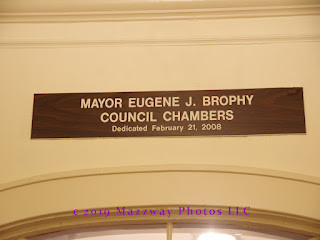 MAYOR EUGENE J. BROPHY
COUNCIL CHAMBERS
Dedicated February 21, 2008
© 2019 Mazzway Photos LLC